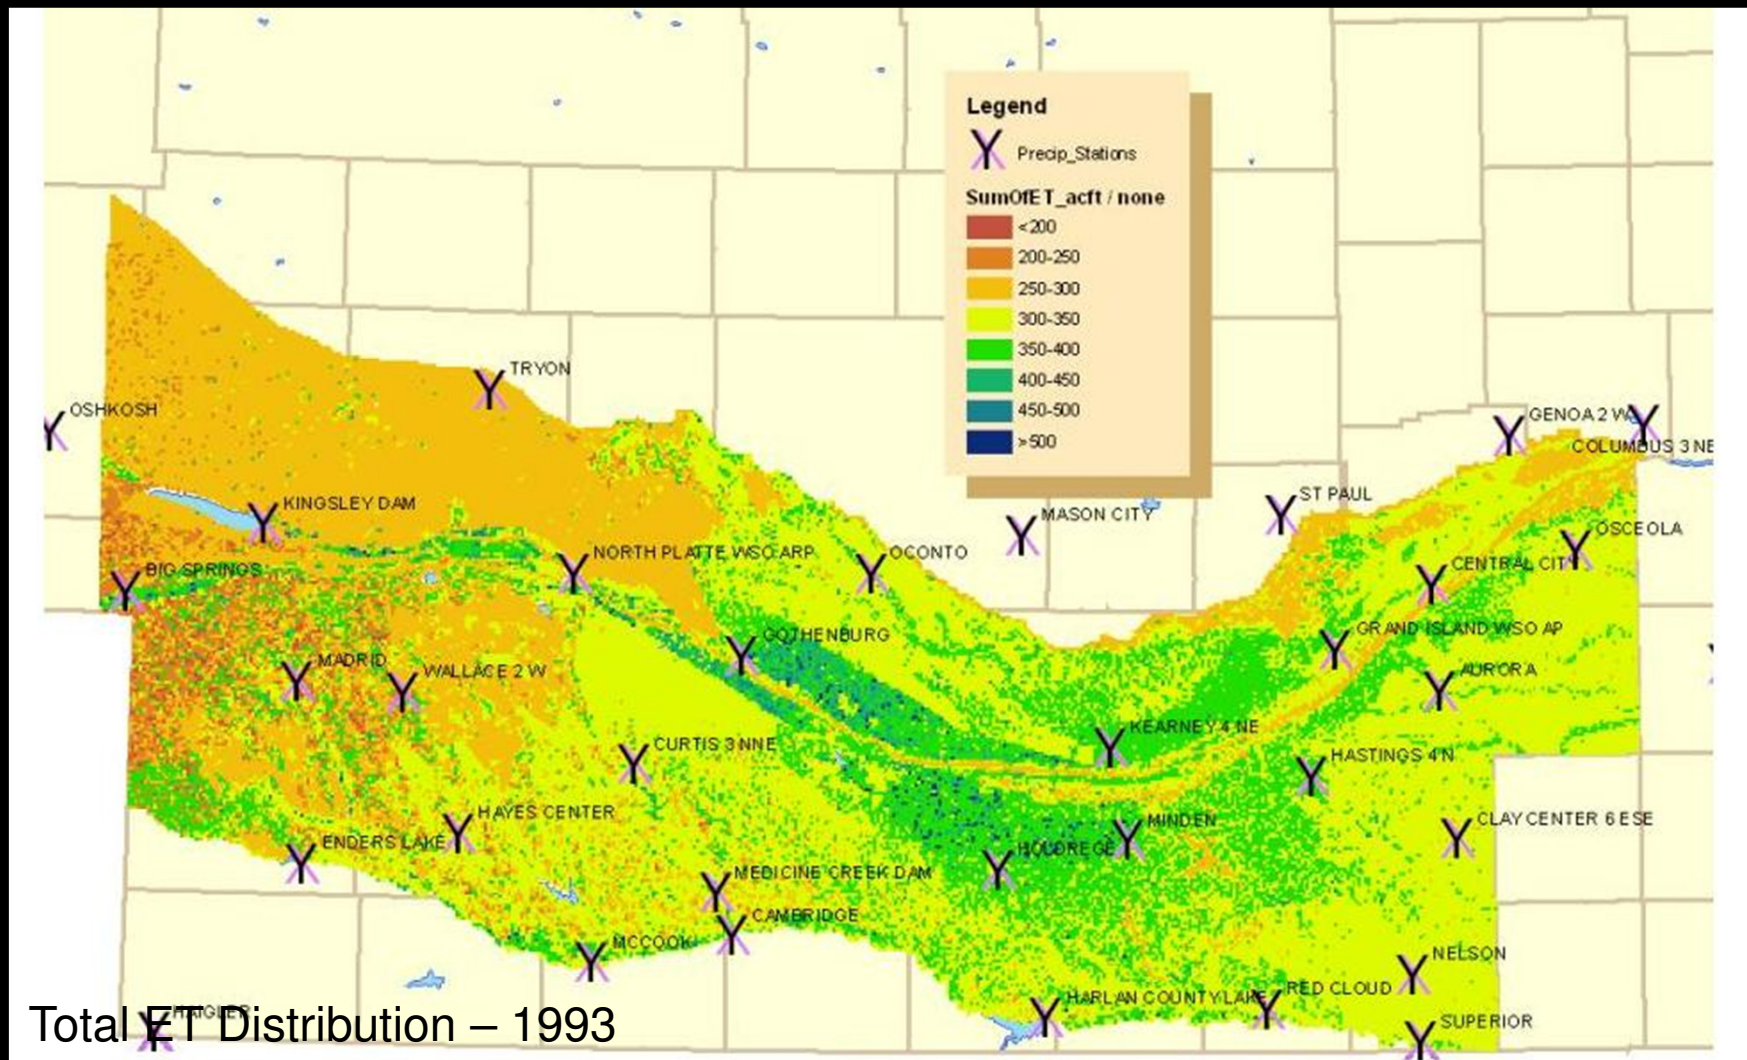 Legend
Precip_Stations
SumOfET_acft / none
<200
200-250
250-300
300-350
350-400
400-450
450-500
>500
TRYON
OSHKOSH
GENOA 2 W
COLUMBUS 3 NE
KINGSLEY DAM
ST PAUL
MASON CITY
OSCEOLA
NORTH PLATTE WSO ARP
OCONTO
BIG SPRINGS
CENTRAL CITY
GOTHENBURG
GRAND ISLAND WSO AP
MADRID
WALLACE 2 W
AURORA
KEARNEY 4 NE
CURTIS 3 NNE
HASTINGS 4 N
HAYES CENTER
MINDEN
CLAY CENTER 6 ESE
ENDERS LAKE
HOLDREGE
MEDICINE CREEK DAM
CAMBRIDGE
MCCOOK
NELSON
RED CLOUD
HARLAN COUNTY LAKE
HAIGLER
SUPERIOR
Total ET Distribution – 1993